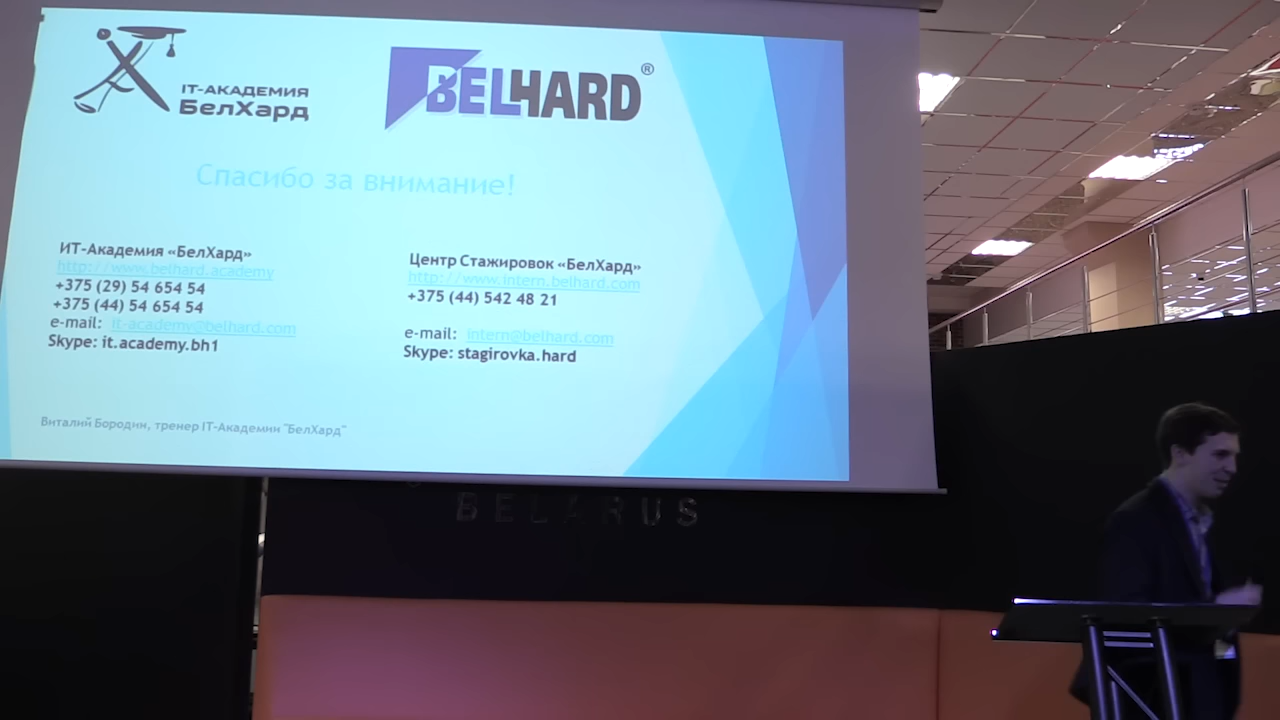 IT-АКАДЕМИЯ
БелХард
BELHARD®
Спасибо за внимание!
ИТ-Академия «БелХард»
http://www.belhard.academy
+375 (29) 54 654 54
+375 (44) 54 654 54
e-mail: it-academy@belhard.com
Skype: it.academy.bh1
Центр Стажировок «БелХард»
http://www.intern.belhard.com
+375 (44) 542 48 21
e-mail: intern@belhard.com
Skype: stagirovka.hard
Виталий Бородин, тренер IT-Академии "БелХард"
BELARUS